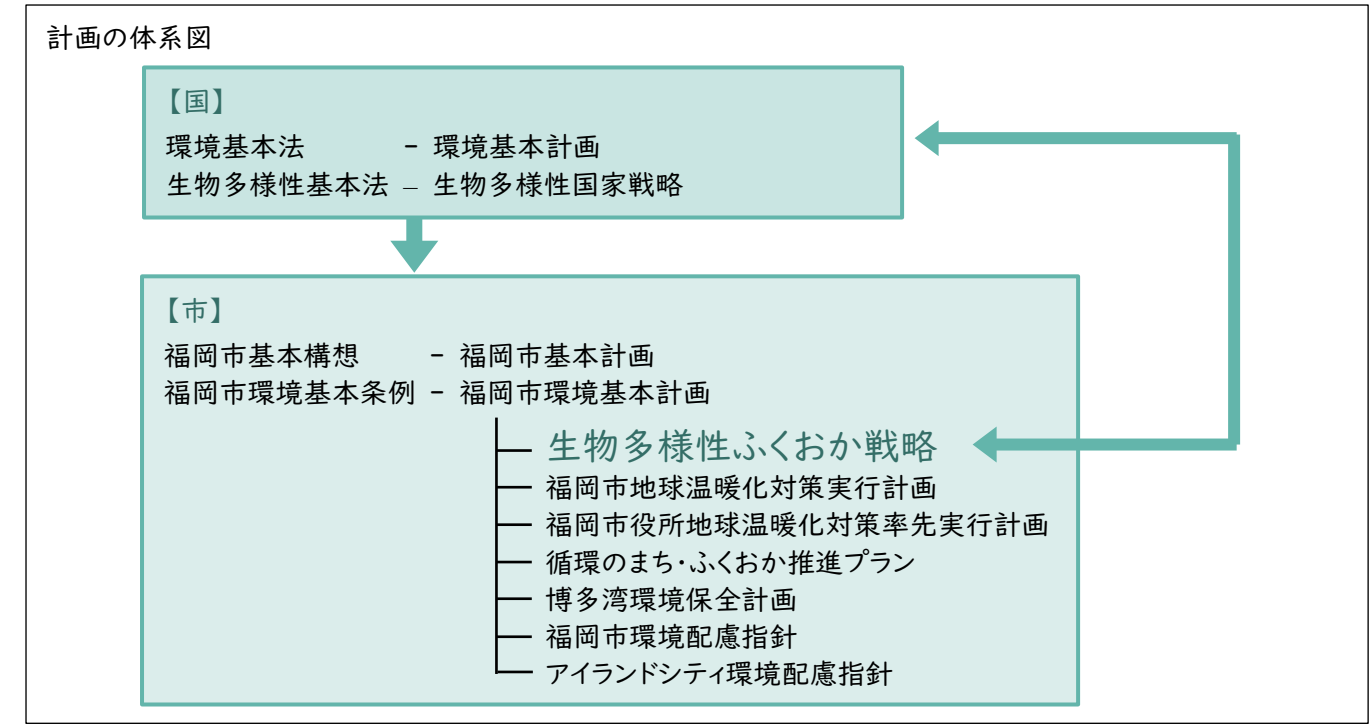 計画の体系図
【国】
環境基本法 - 環境基本計画
生物多様性基本法 – 生物多様性国家戦略
【市】
福岡市基本構想 - 福岡市基本計画
福岡市環境基本条例 - 福岡市環境基本計画
生物多様性ふくおか戦略
福岡市地球温暖化対策実行計画
福岡市役所地球温暖化対策率先実行計画
循環のまち・ふくおか推進プラン
博多湾環境保全計画
福岡市環境配慮指針
アイランドシティ環境配慮指針